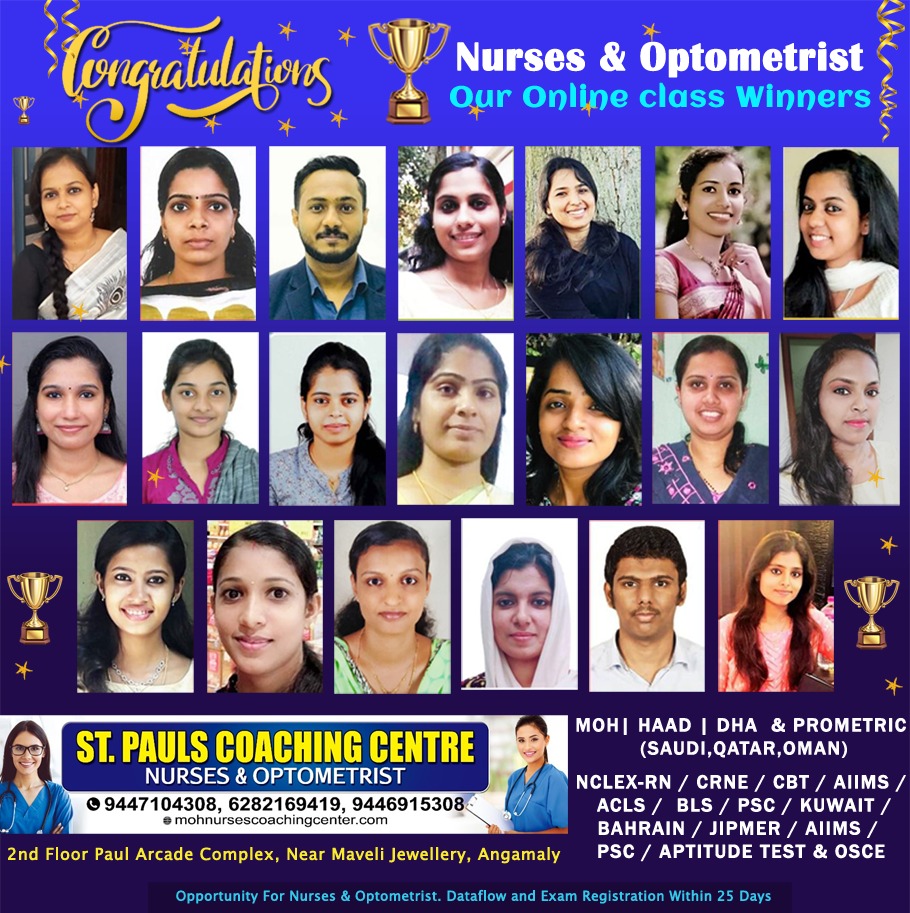 Congratulations
Nurses & Optometrist
Our Online class Winners
ST. PAULS COACHING CENTRE
NURSES & OPTOMETRIST
9447104308, 6282169419, 9446915308
mohnursescoachingcenter.com
2nd Floor Paul Arcade Complex, Near Maveli Jewellery, Angamaly
MOH| HAAD | DHA & PROMETRIC
(SAUDI,QATAR,OMAN)
NCLEX-RN / CRNE / CBT / AIIMS /
ACLS / BLS / PSC / KUWAIT /
BAHRAIN / JIPMER / AIIMS /
PSC / APTITUDE TEST & OSCE
Opportunity For Nurses & Optometrist. Dataflow and Exam Registration Within 25 Days